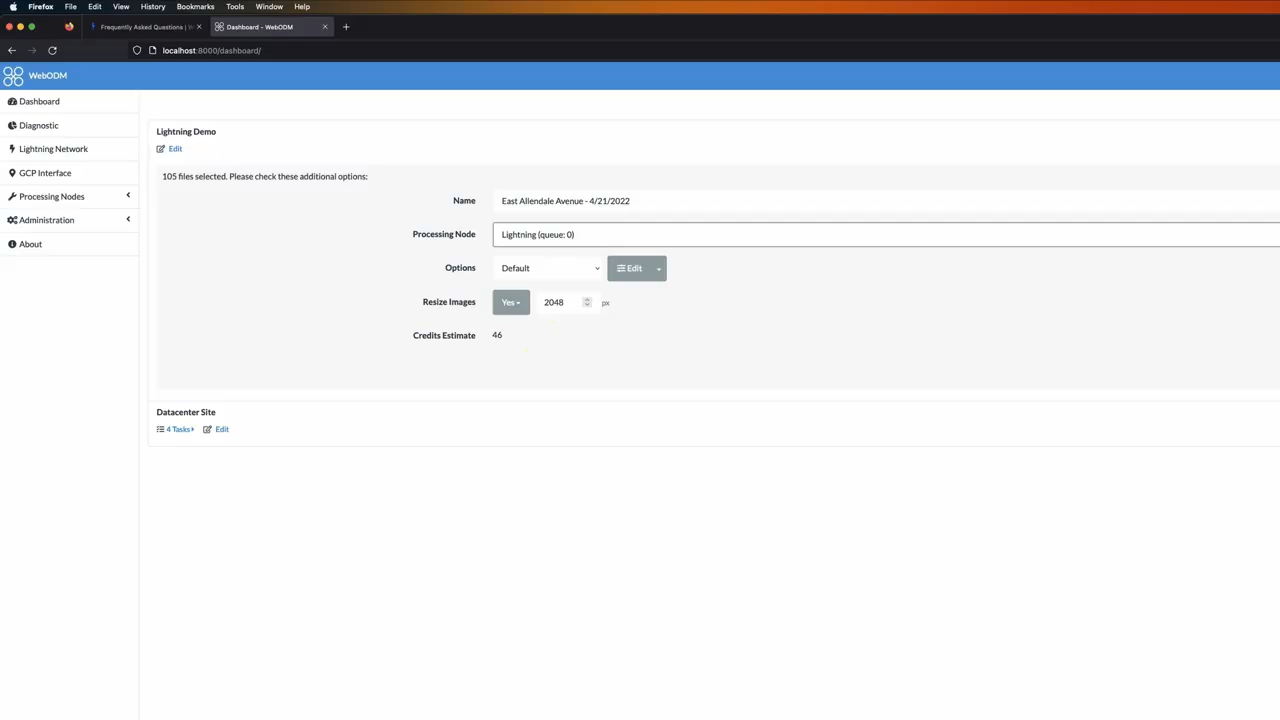 Firefox File Edit View History Bookmarks Tools Window Help
Frequently Asked Questions | Dashboard - WebODM
localhost:8000/dashboard/
WebODM
Dashboard
Diagnostic
Lightning Network
GCP Interface
Processing Nodes
Administration
About
Lightning Demo
Edit
105 files selected. Please check these additional options:
Name East Allendale Avenue - 4/21/2022
Processing Node Lightning (queue: 0)
Options Default Edit
Resize Images Yes 2048 px
Credits Estimate 46
Datacenter Site
4 Tasks Edit